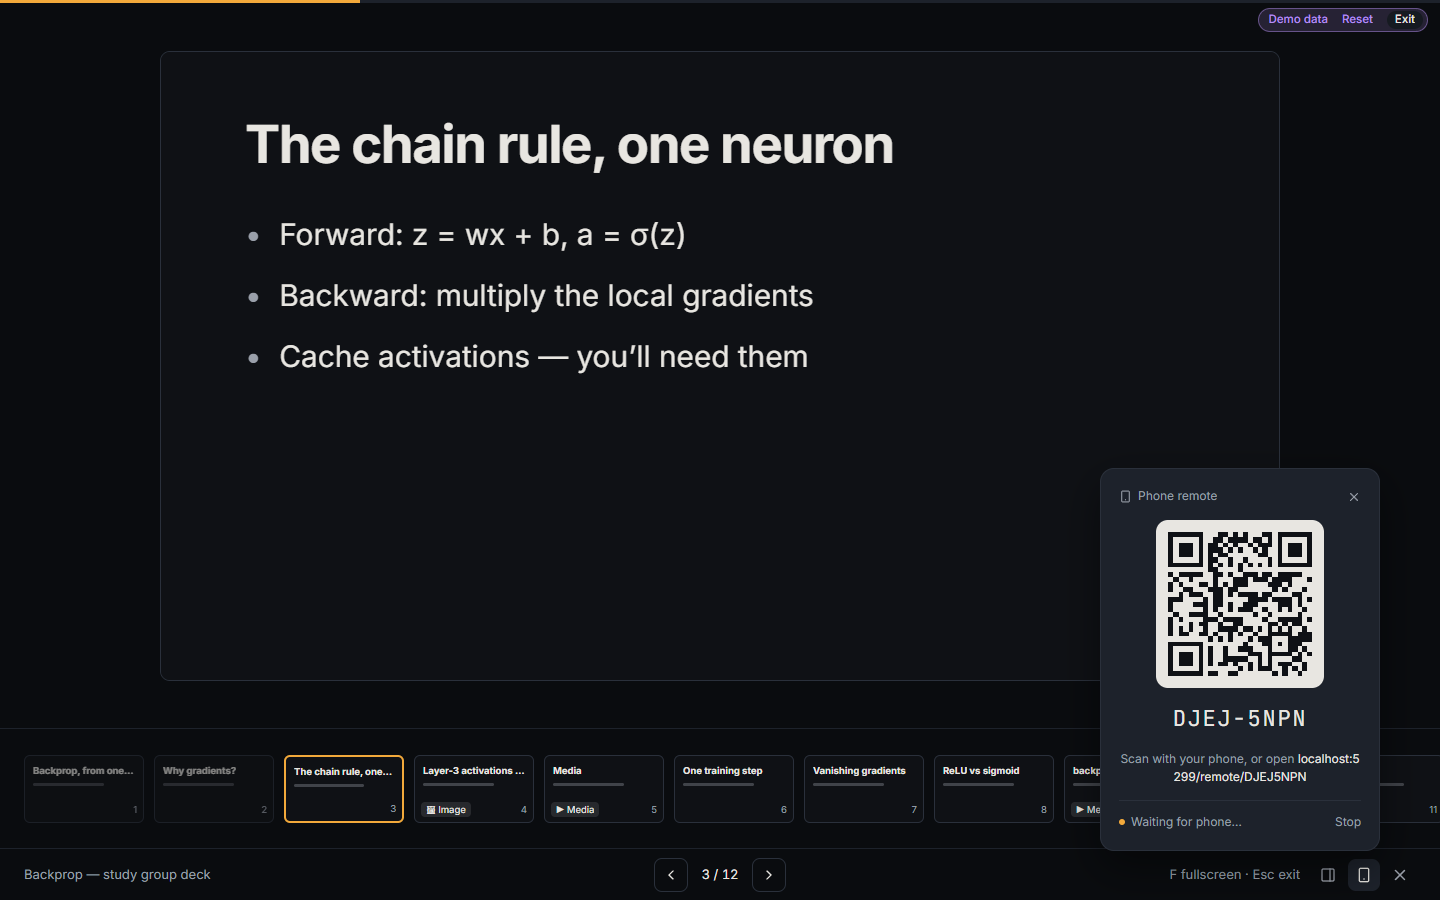 Demo data Reset Exit
The chain rule, one neuron
• Forward: z = wx + b, a = σ(z)
• Backward: multiply the local gradients
• Cache activations — you’ll need them
Phone remote
DJEJ-5NPN
Scan with your phone, or open localhost:5
299/remote/DJEJ5NPN
Waiting for phone...
Stop
Backprop, from one...
1
Why gradients?
2
The chain rule, one...
3
Layer-3 activations ...
Image
4
Media
Media
5
One training step
6
Vanishing gradients
7
ReLU vs sigmoid
8
11
Backprop — study group deck
3 / 12
F fullscreen · Esc exit